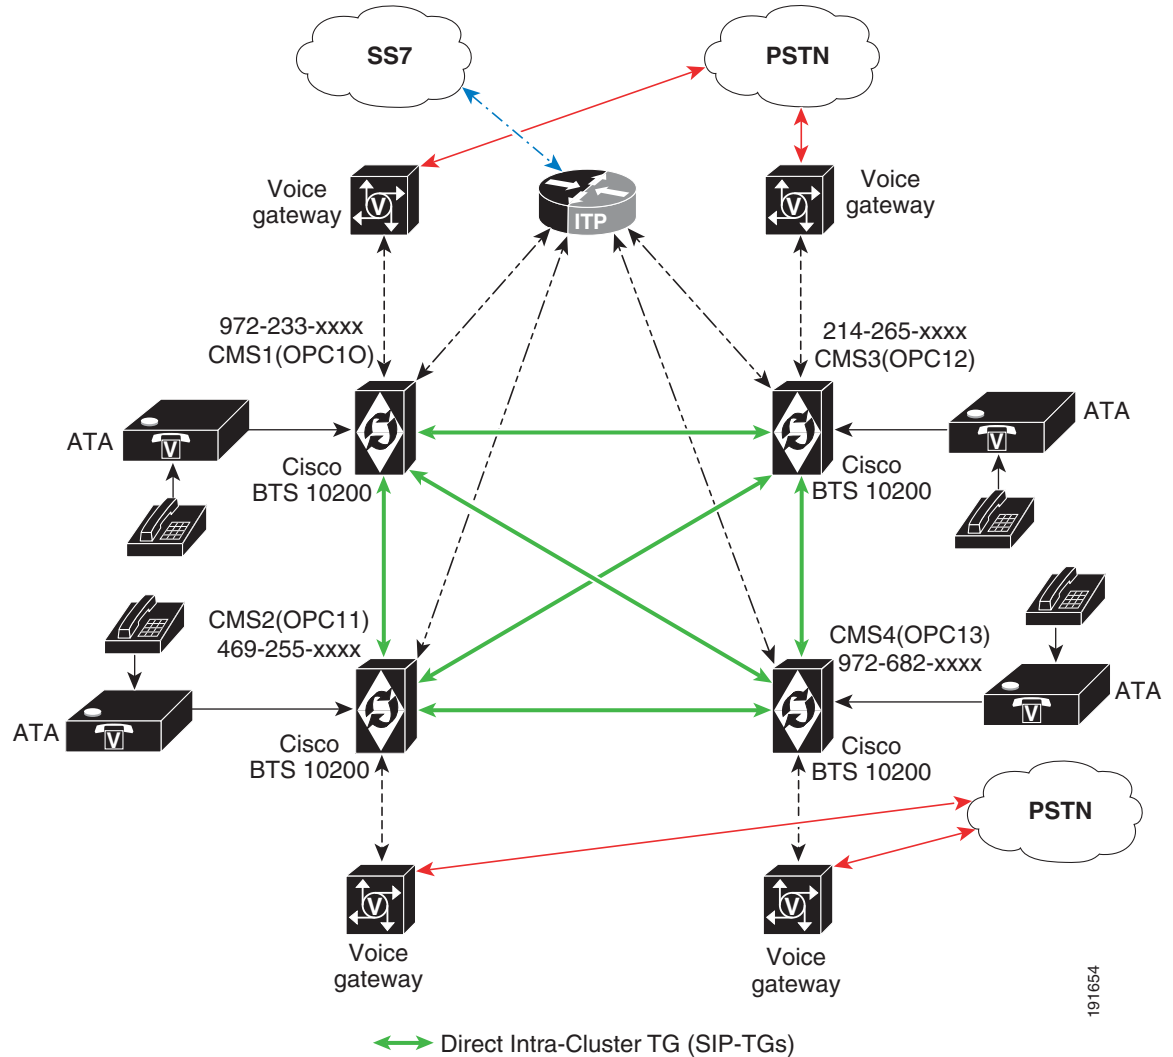 SS7
PSTN
Voice
gateway
ITP
Voice
gateway
972-233-xxxx
CMS1(OPC1O)
214-265-xxxx
CMS3(OPC12)
ATA
V
Cisco
BTS 10200
Cisco
BTS 10200
V
ATA
CMS2(OPC11)
469-255-xxxx
CMS4(OPC13)
972-682-xxxx
ATA
V
Cisco
BTS 10200
Cisco
BTS 10200
V
ATA
PSTN
V
Voice
gateway
V
Voice
gateway
V
V
191654
Direct Intra-Cluster TG (SIP-TGs)